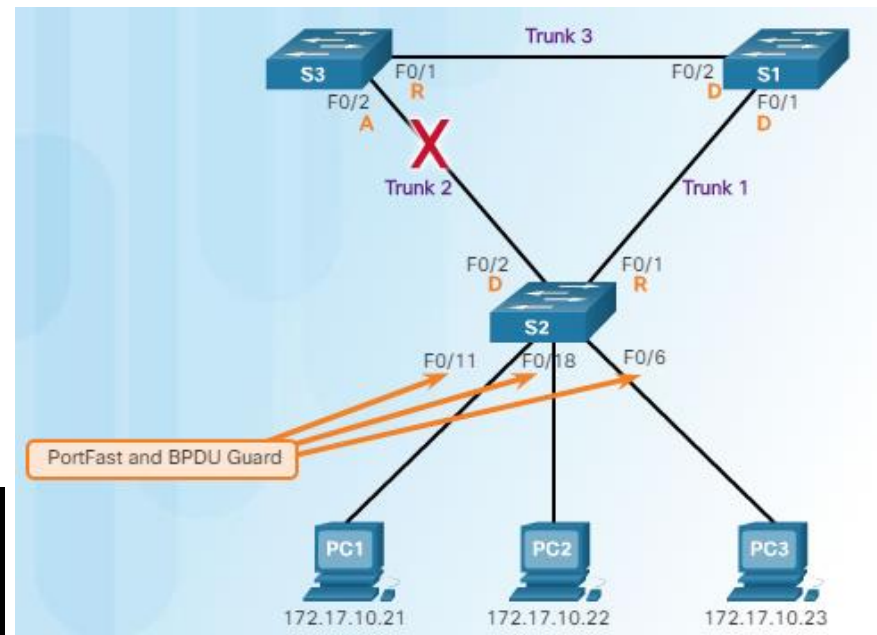 Trunk 3
S3
F0/1
R
F0/2
D
S1
F0/2
A
F0/1
D
Trunk 2
Trunk 1
F0/2
D
F0/1
R
S2
F0/11
F0/18
F0/6
PortFast and BPDU Guard
PC1
PC2
PC3
172.17.10.21
172.17.10.22
172.17.10.23